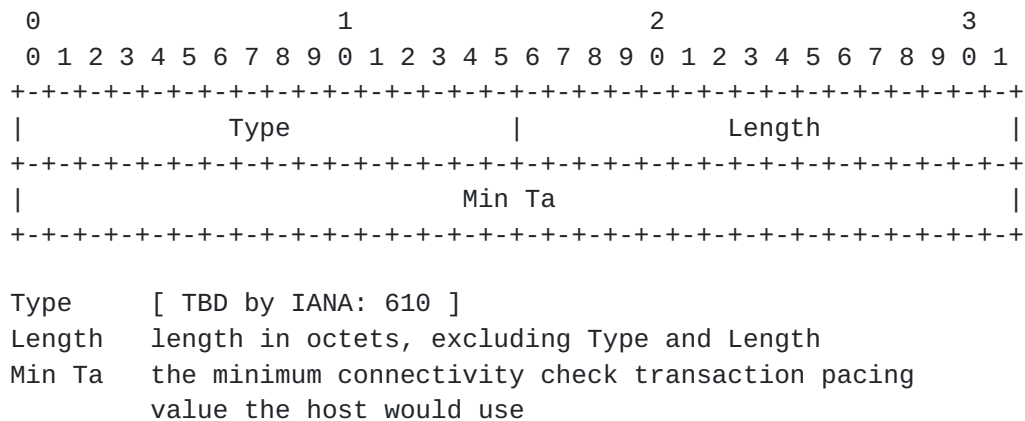 0                   1                   2                   3
 0 1 2 3 4 5 6 7 8 9 0 1 2 3 4 5 6 7 8 9 0 1 2 3 4 5 6 7 8 9 0 1
+-+-+-+-+-+-+-+-+-+-+-+-+-+-+-+-+-+-+-+-+-+-+-+-+-+-+-+-+-+-+-+-+
|             Type              |             Length            |
+-+-+-+-+-+-+-+-+-+-+-+-+-+-+-+-+-+-+-+-+-+-+-+-+-+-+-+-+-+-+-+-+
|                            Min Ta                             |
+-+-+-+-+-+-+-+-+-+-+-+-+-+-+-+-+-+-+-+-+-+-+-+-+-+-+-+-+-+-+-+-+
Type     [ TBD by IANA: 610 ]
Length   length in octets, excluding Type and Length
Min Ta   the minimum connectivity check transaction pacing
         value the host would use